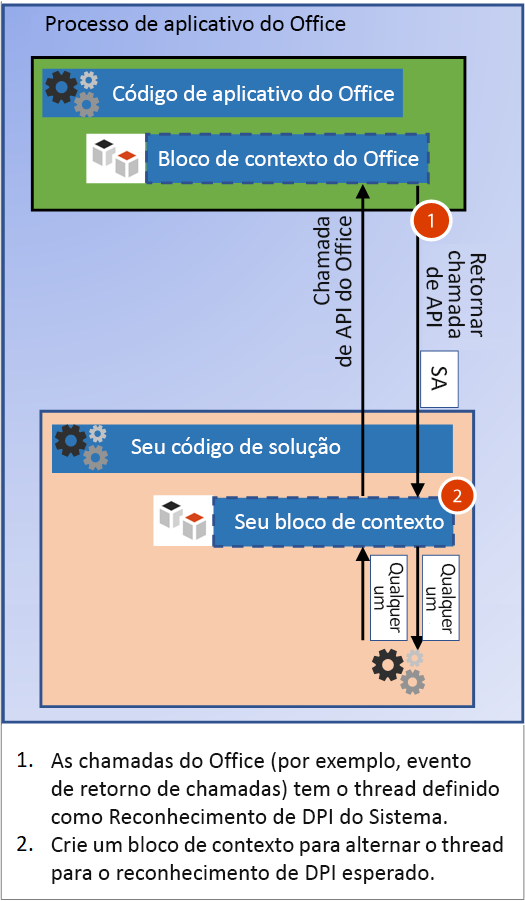 Processo de aplicativo do Office
Código de aplicativo do Office
Bloco de contexto do Office
1
Chamada
de API do Office
Retornar
chamada
de API
SA
Seu código de solução
2
Seu bloco de contexto
Qualquer
um
Qualquer
um
1. As chamadas do Office (por exemplo, evento
de retorno de chamadas) tem o thread definido
como Reconhecimento de DPI do Sistema.
2. Crie um bloco de contexto para alternar o thread
para o reconhecimento de DPI esperado.